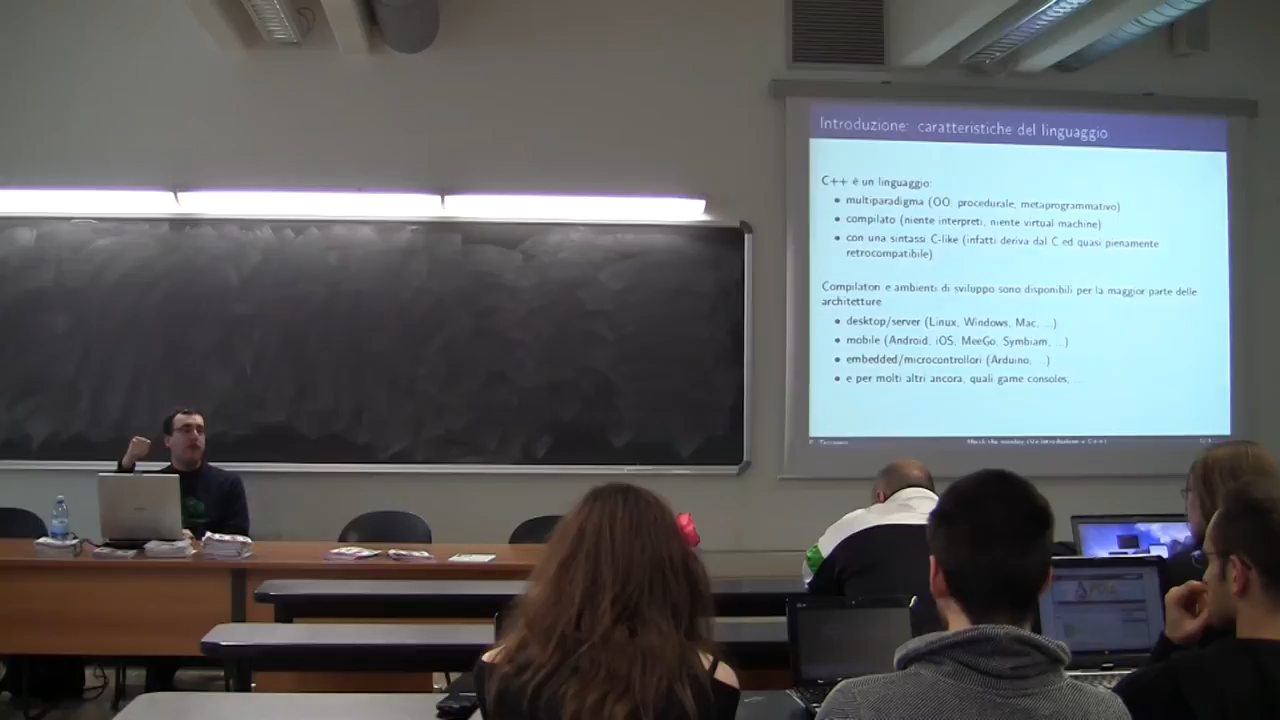 Introduzione: caratteristiche del linguaggio
C++ è un linguaggio:
multiparadigma (OO, procedurale, metaprogrammativo)
compilato (niente interpreti, niente virtual machine)
con una sintassi C-like (infatti deriva dal C ed quasi pienamente
retrocompatibile)
Compilatori e ambienti di sviluppo sono disponibili per la maggior parte delle
architetture
desktop/server (Linux, Windows, Mac, ...)
mobile (Android, iOS, MeeGo, Symbiam, ...)
embedded/microcontrollori (Arduino, ...)
e per molti altri ancora, quali game consoles,...